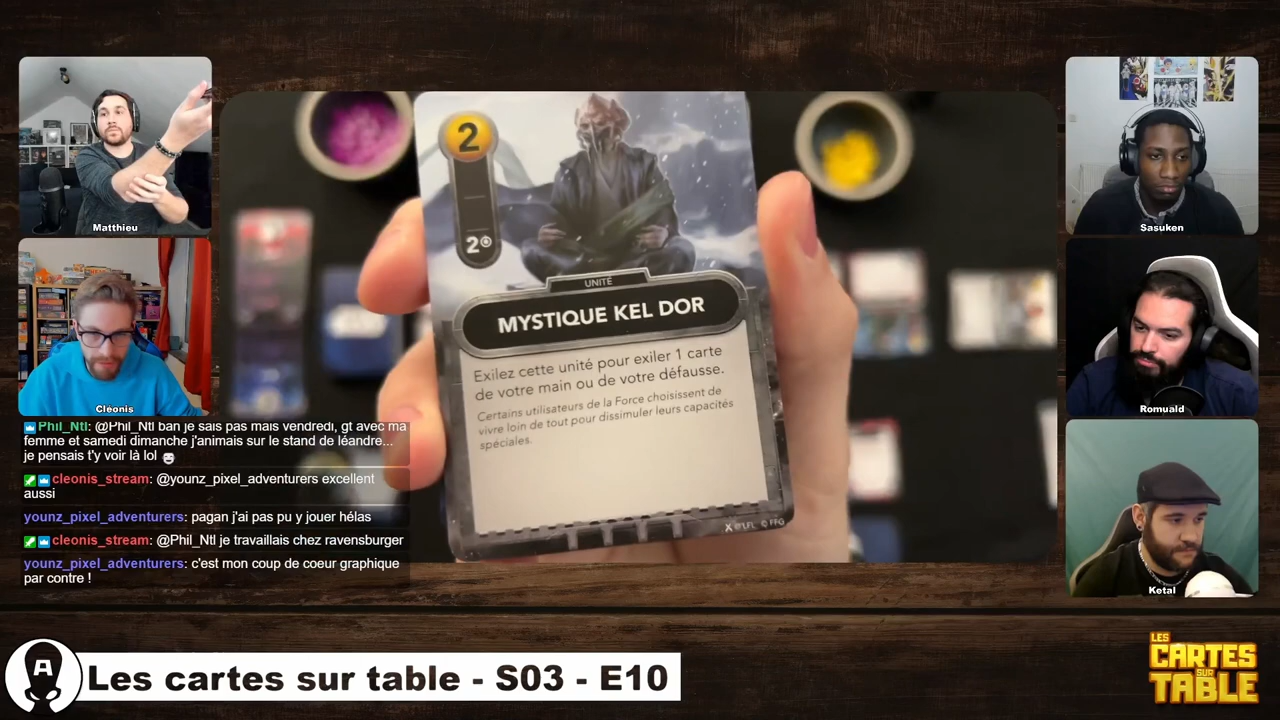 Matthieu
Cléonis
Phil_Ntl: @Phil_Ntl ban je sais pas mais vendredi, gt avec ma
femme et samedi dimanche j'animais sur le stand de léandre...
je pensais t'y voir là lol
cleonis_stream: @younz_pixel_adventurers excellent
aussi
younz_pixel_adventurers: pagan j'ai pas pu y jouer hélas
cleonis_stream: @Phil_Ntl je travaillais chez ravensburger
younz_pixel_adventurers: c'est mon coup de coeur graphique
par contre !
2
2
UNITÉ
MYSTIQUE KEL DOR
Exilez cette unité pour exiler 1 carte
de votre main ou de votre défausse.
Certains utilisateurs de la Force choisissent de
vivre loin de tout pour dissimuler leurs capacités
spéciales.
© LFL © FFG
Sasuken
Romuald
Ketal
A
Les cartes sur table - S03 - E10
LES
CARTES
SUR
TABLE